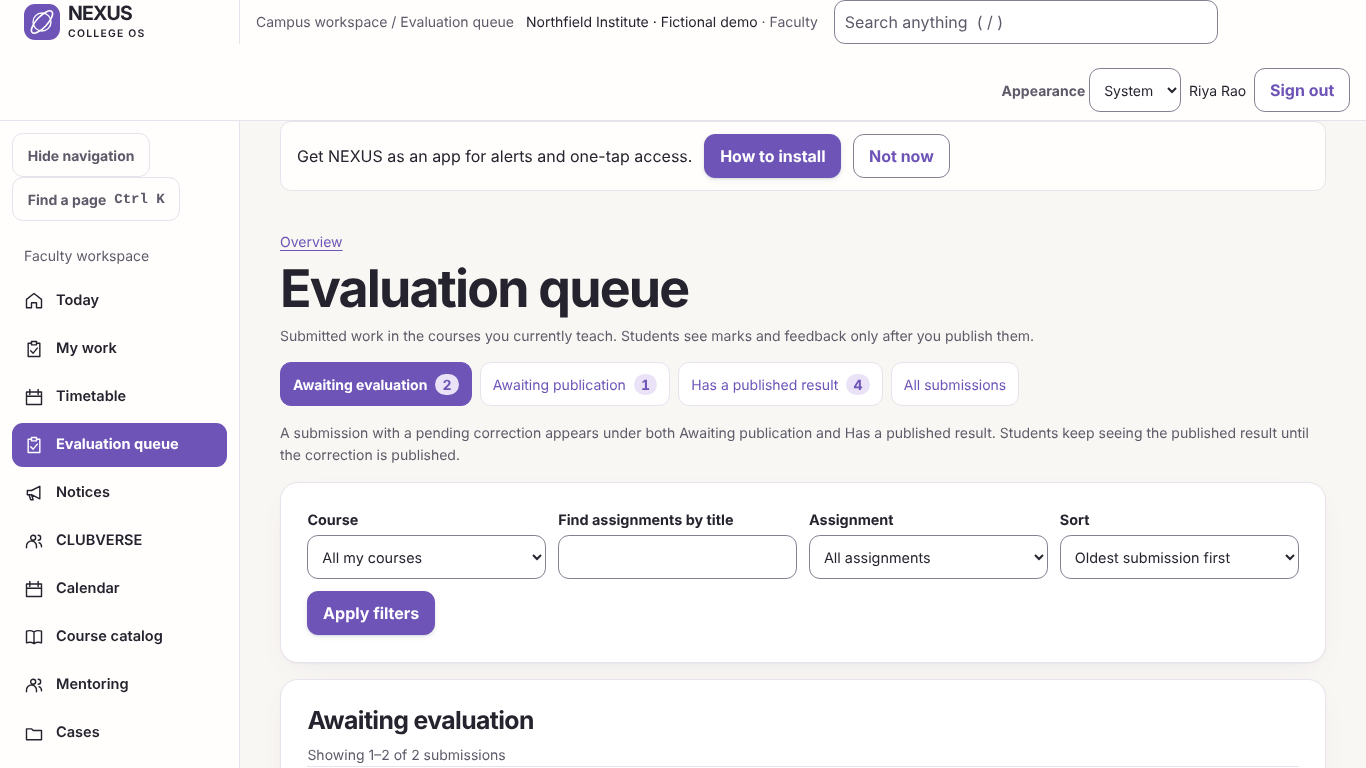 NEXUS
COLLEGE OS
Campus workspace / Evaluation queue Northfield Institute · Fictional demo · Faculty
Search anything ( / )
Appearance System Riya Rao Sign out
Hide navigation
Find a page Ctrl K
Faculty workspace
Today
My work
Timetable
Evaluation queue
Notices
CLUBVERSE
Calendar
Course catalog
Mentoring
Cases
Get NEXUS as an app for alerts and one-tap access. How to install Not now
Overview
Evaluation queue
Submitted work in the courses you currently teach. Students see marks and feedback only after you publish them.
Awaiting evaluation 2 Awaiting publication 1 Has a published result 4 All submissions
A submission with a pending correction appears under both Awaiting publication and Has a published result. Students keep seeing the published result until
the correction is published.
Course Find assignments by title Assignment Sort
All my courses All assignments Oldest submission first
Apply filters
Awaiting evaluation
Showing 1–2 of 2 submissions